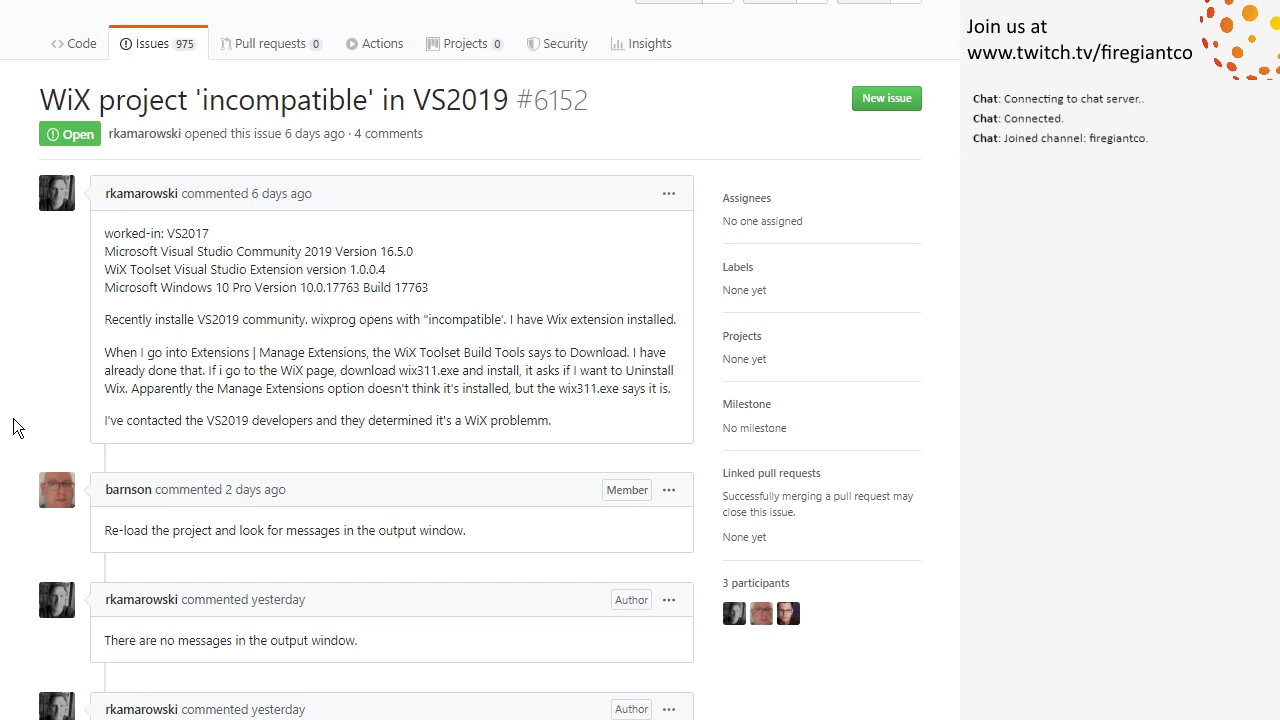 Code
Issues 975
Pull requests 0
Actions
Projects 0
Security
Insights
WiX project 'incompatible' in VS2019 #6152
New issue
Open
rkamarowski opened this issue 6 days ago · 4 comments
rkamarowski commented 6 days ago
worked-in: VS2017
Microsoft Visual Studio Community 2019 Version 16.5.0
WiX Toolset Visual Studio Extension version 1.0.0.4
Microsoft Windows 10 Pro Version 10.0.17763 Build 17763
Recently installe VS2019 community. wixprog opens with "incompatible'. I have Wix extension installed.
When I go into Extensions | Manage Extensions, the WiX Toolset Build Tools says to Download. I have
already done that. If i go to the WiX page, download wix311.exe and install, it asks if I want to Uninstall
Wix. Apparently the Manage Extensions option doesn't think it's installed, but the wix311.exe says it is.
I've contacted the VS2019 developers and they determined it's a WiX problemm.
barnson commented 2 days ago
Member
Re-load the project and look for messages in the output window.
rkamarowski commented yesterday
Author
There are no messages in the output window.
rkamarowski commented yesterday
Author
Assignees
No one assigned
Labels
None yet
Projects
None yet
Milestone
No milestone
Linked pull requests
Successfully merging a pull request may
close this issue.
None yet
3 participants
Join us at
www.twitch.tv/firegiantco
Chat: Connecting to chat server..
Chat: Connected.
Chat: Joined channel: firegiantco.